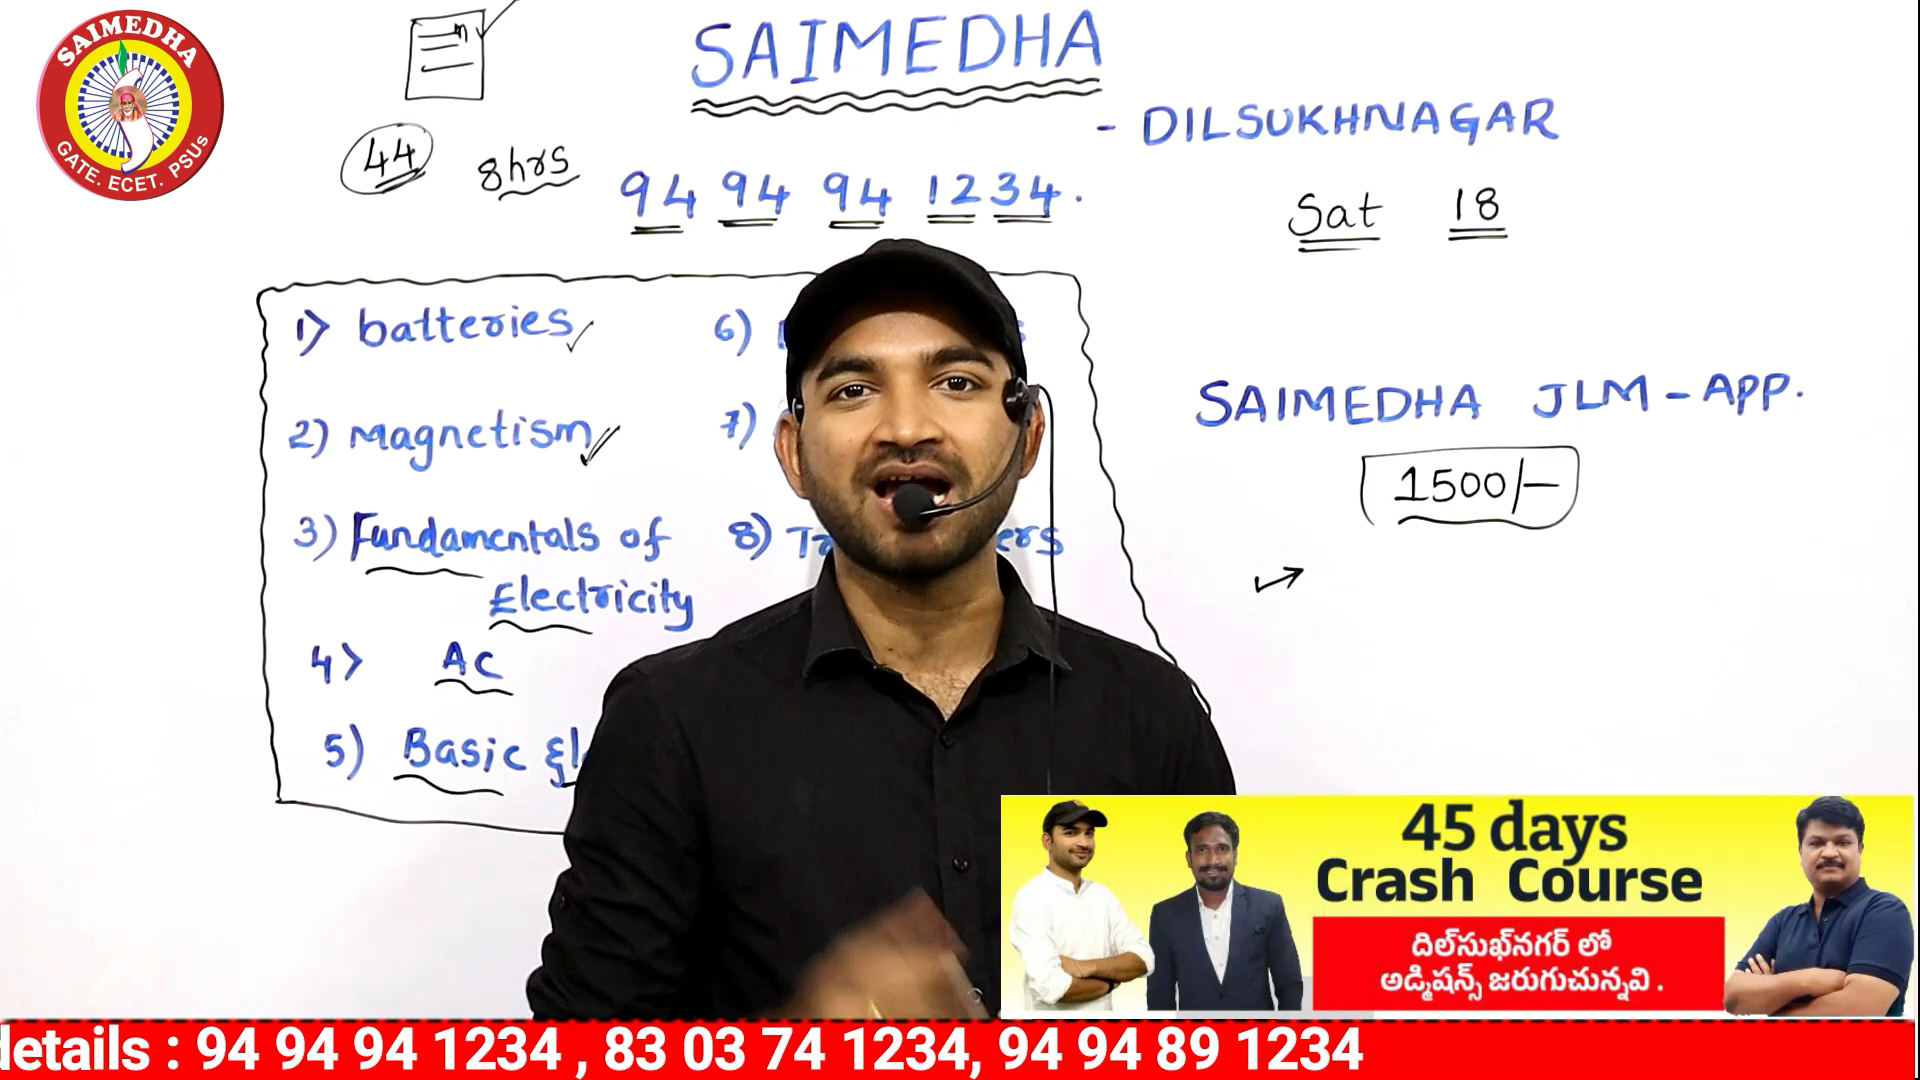 SAIMEDHA
GATE. ECET. PSUs
SAIMEDHA
- DILSUKHNAGAR
44 8hrs
94 94 94 1234.
Sat 18
1) batteries
2) Magnetism
3) Fundamentals of
Electricity
4) AC
5) Basic
6)
7)
8)
SAIMEDHA JLM - APP.
1500/-
45 days
Crash Course
దిల్‌సుఖ్‌నగర్ లో
అడ్మిషన్స్ జరుగుచున్నవి .
details : 94 94 94 1234 , 83 03 74 1234, 94 94 89 1234